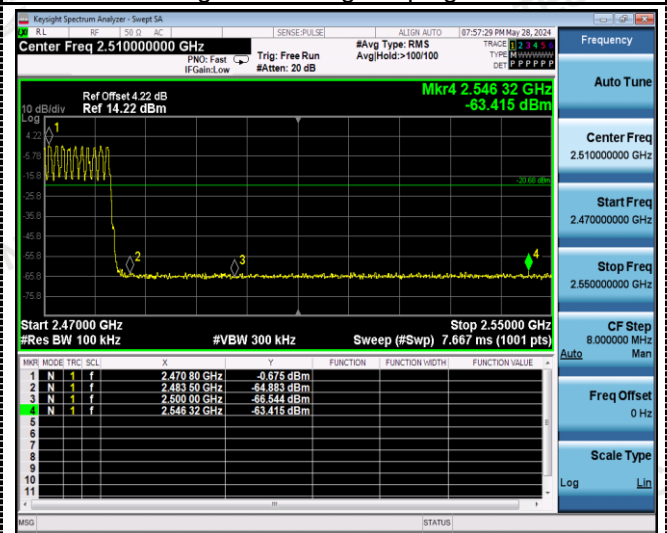 Keysight Spectrum Analyzer - Swept SA
RL RF 50 Ω AC SENSE:PULSE ALIGN AUTO 07:57:29 PM May 28, 2024
Center Freq 2.510000000 GHz
PNO: Fast
IFGain:Low
Trig: Free Run
#Atten: 20 dB
#Avg Type: RMS
Avg|Hold:>100/100
TRACE 1 2 3 4 5 6
TYPE M WWWWW
DET P P P P P P
Frequency
Auto Tune
Center Freq
2.510000000 GHz
Start Freq
2.470000000 GHz
Stop Freq
2.550000000 GHz
CF Step
8.000000 MHz
Auto Man
Freq Offset
0 Hz
Scale Type
Log Lin
Mkr4 2.546 32 GHz
-63.415 dBm
Ref Offset 4.22 dB
10 dB/div Ref 14.22 dBm
Log
4.22
-5.78
-15.8
-25.8
-35.8
-45.8
-55.8
-65.8
-75.8
1
2
3
4
-20.68 dBm
Start 2.47000 GHz Stop 2.55000 GHz
#Res BW 100 kHz #VBW 300 kHz Sweep (#Swp) 7.667 ms (1001 pts)
MKR MODE TRC SCL X Y FUNCTION FUNCTION WIDTH FUNCTION VALUE
1 N 1 f 2.470 80 GHz -0.675 dBm
2 N 1 f 2.483 50 GHz -64.883 dBm
3 N 1 f 2.500 00 GHz -66.544 dBm
4 N 1 f 2.546 32 GHz -63.415 dBm
5
6
7
8
9
10
11
MSG STATUS